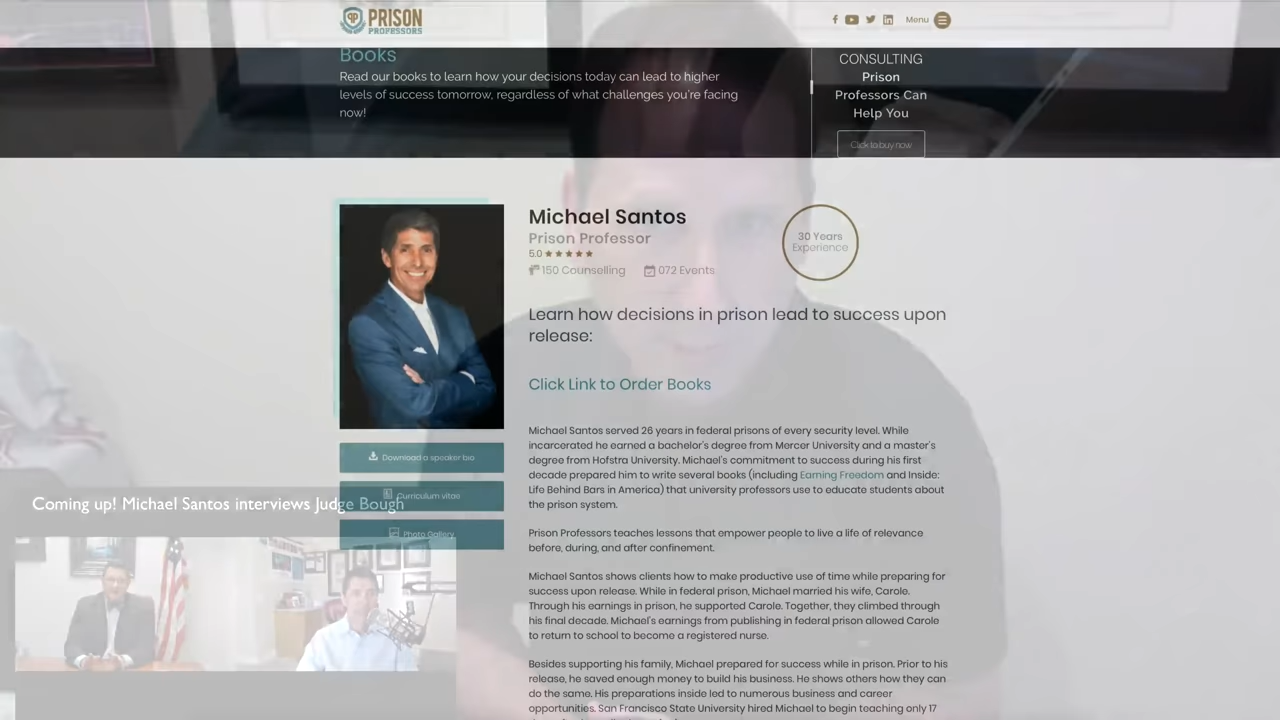 PRISON
PROFESSORS
Menu
Books
Read our books to learn how your decisions today can lead to higher
levels of success tomorrow, regardless of what challenges you're facing
now!
CONSULTING
Prison
Professors Can
Help You
Click to buy now
Michael Santos
Prison Professor
5.0
150 Counselling
072 Events
30 Years
Experience
Learn how decisions in prison lead to success upon
release:
Click Link to Order Books
Michael Santos served 26 years in federal prisons of every security level. While
incarcerated he earned a bachelor's degree from Mercer University and a master's
degree from Hofstra University. Michael's commitment to success during his first
decade prepared him to write several books (including Earning Freedom and Inside:
Life Behind Bars in America) that university professors use to educate students about
the prison system.
Prison Professors teaches lessons that empower people to live a life of relevance
before, during, and after confinement.
Michael Santos shows clients how to make productive use of time while preparing for
success upon release. While in federal prison, Michael married his wife, Carole.
Through his earnings in prison, he supported Carole. Together, they climbed through
his final decade. Michael's earnings from publishing in federal prison allowed Carole
to return to school to become a registered nurse.
Besides supporting his family, Michael prepared for success while in prison. Prior to his
release, he saved enough money to build his business. He shows others how they can
do the same. His preparations inside led to numerous business and career
opportunities. San Francisco State University hired Michael to begin teaching only 17
Download a speaker bio
Curriculum vitae
Photo Gallery
Coming up! Michael Santos interviews Judge Bough